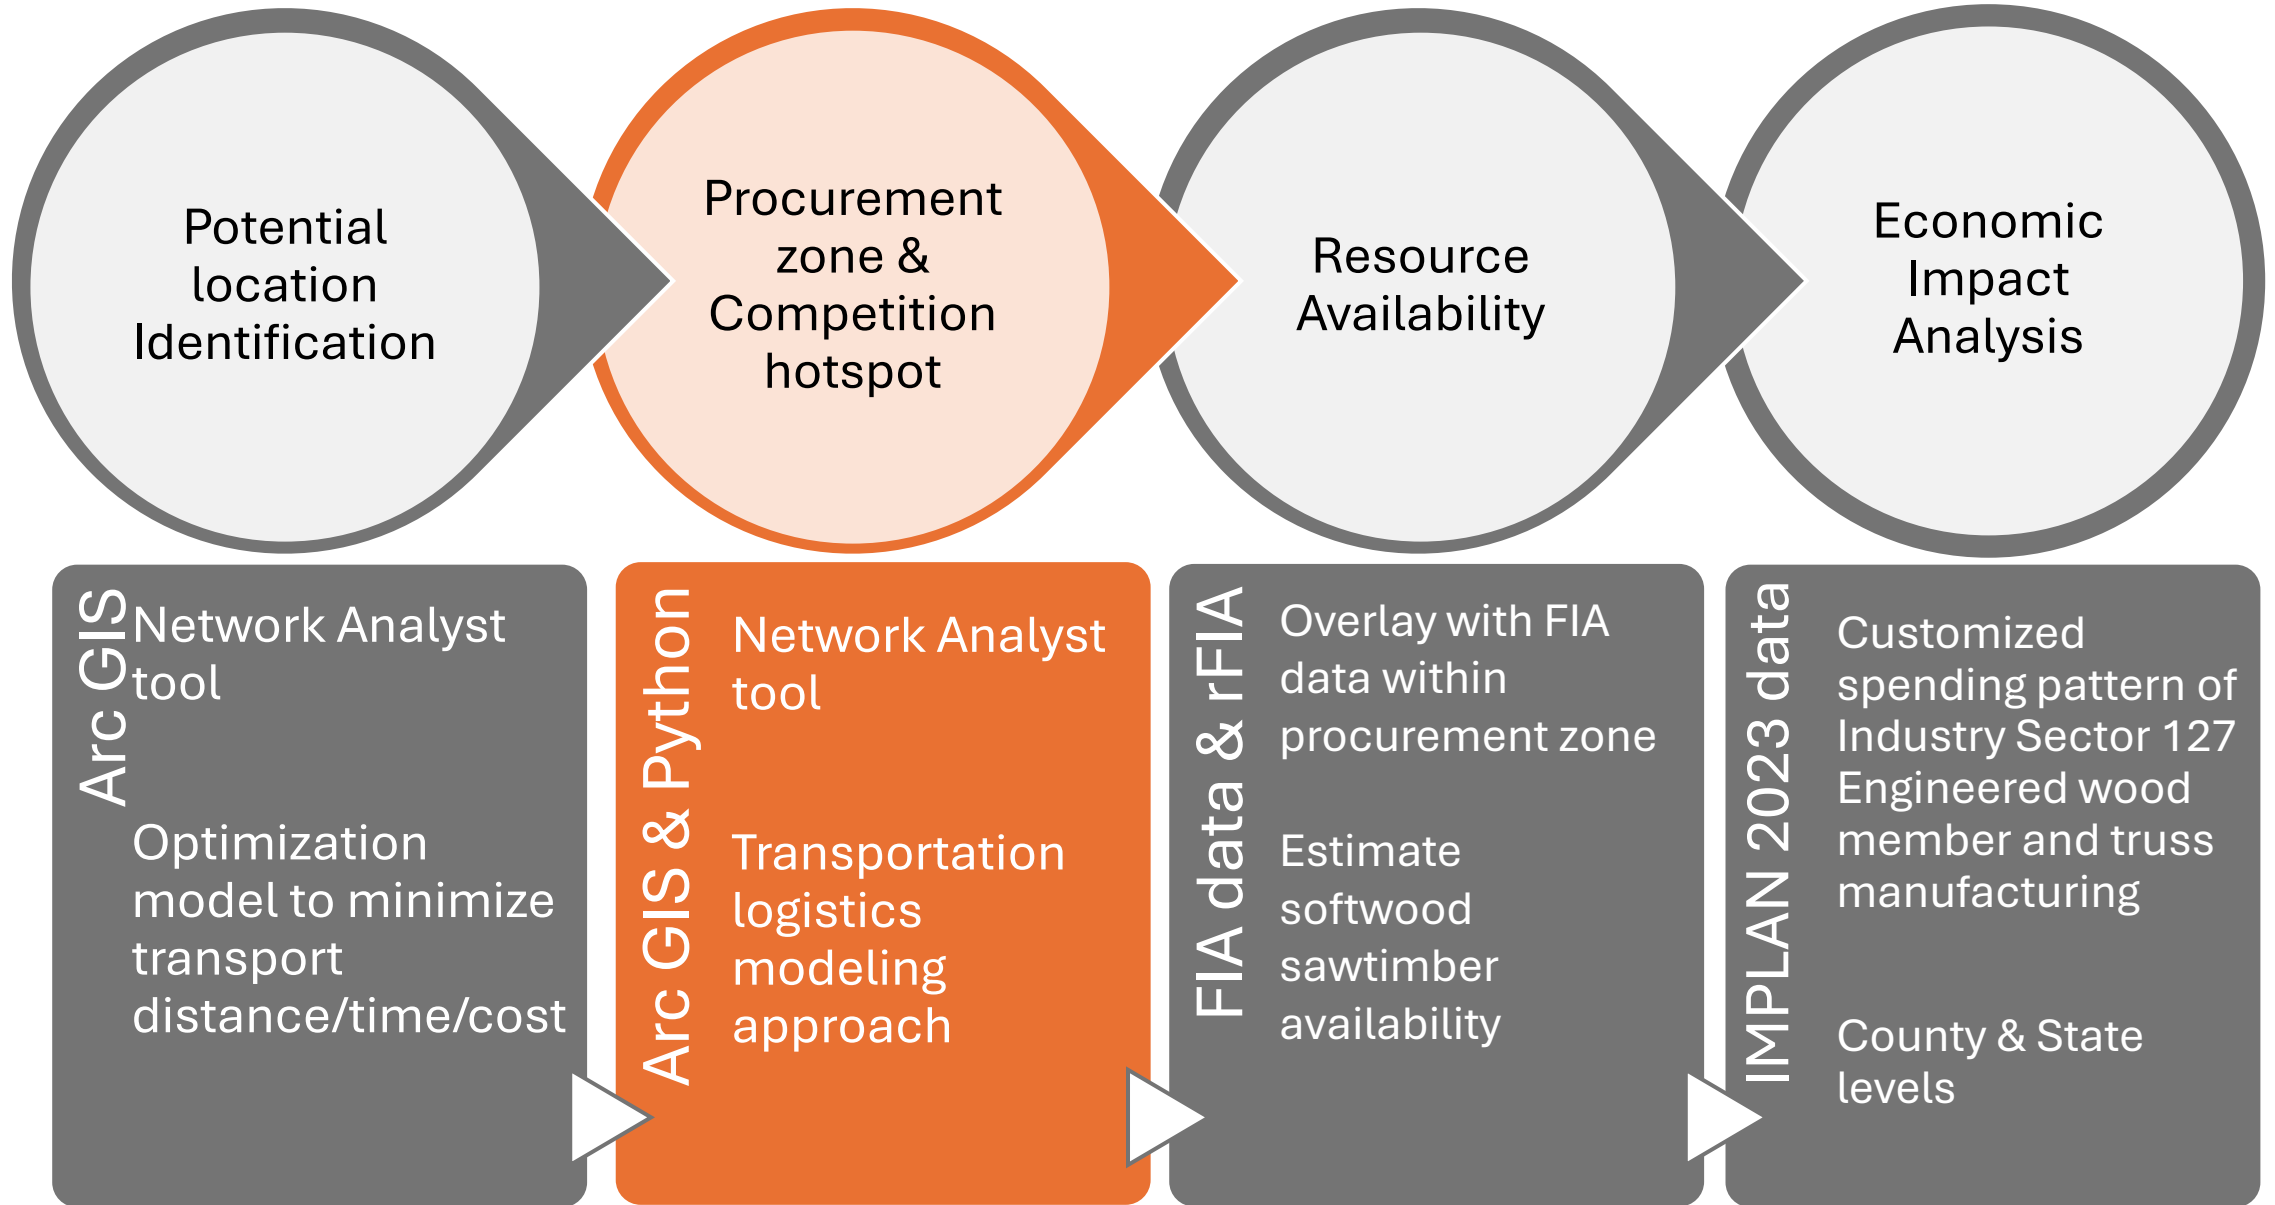 Potential
location
Identification
Procurement
zone &
Competition
hotspot
Resource
Availability
Economic
Impact
Analysis
Arc GIS
Network Analyst
tool
Optimization
model to minimize
transport
distance/time/cost
Arc GIS & Python
Network Analyst
tool
Transportation
logistics
modeling
approach
FIA data & rFIA
Overlay with FIA
data within
procurement zone
Estimate
softwood
sawtimber
availability
IMPLAN 2023 data
Customized
spending pattern of
Industry Sector 127
Engineered wood
member and truss
manufacturing
County & State
levels